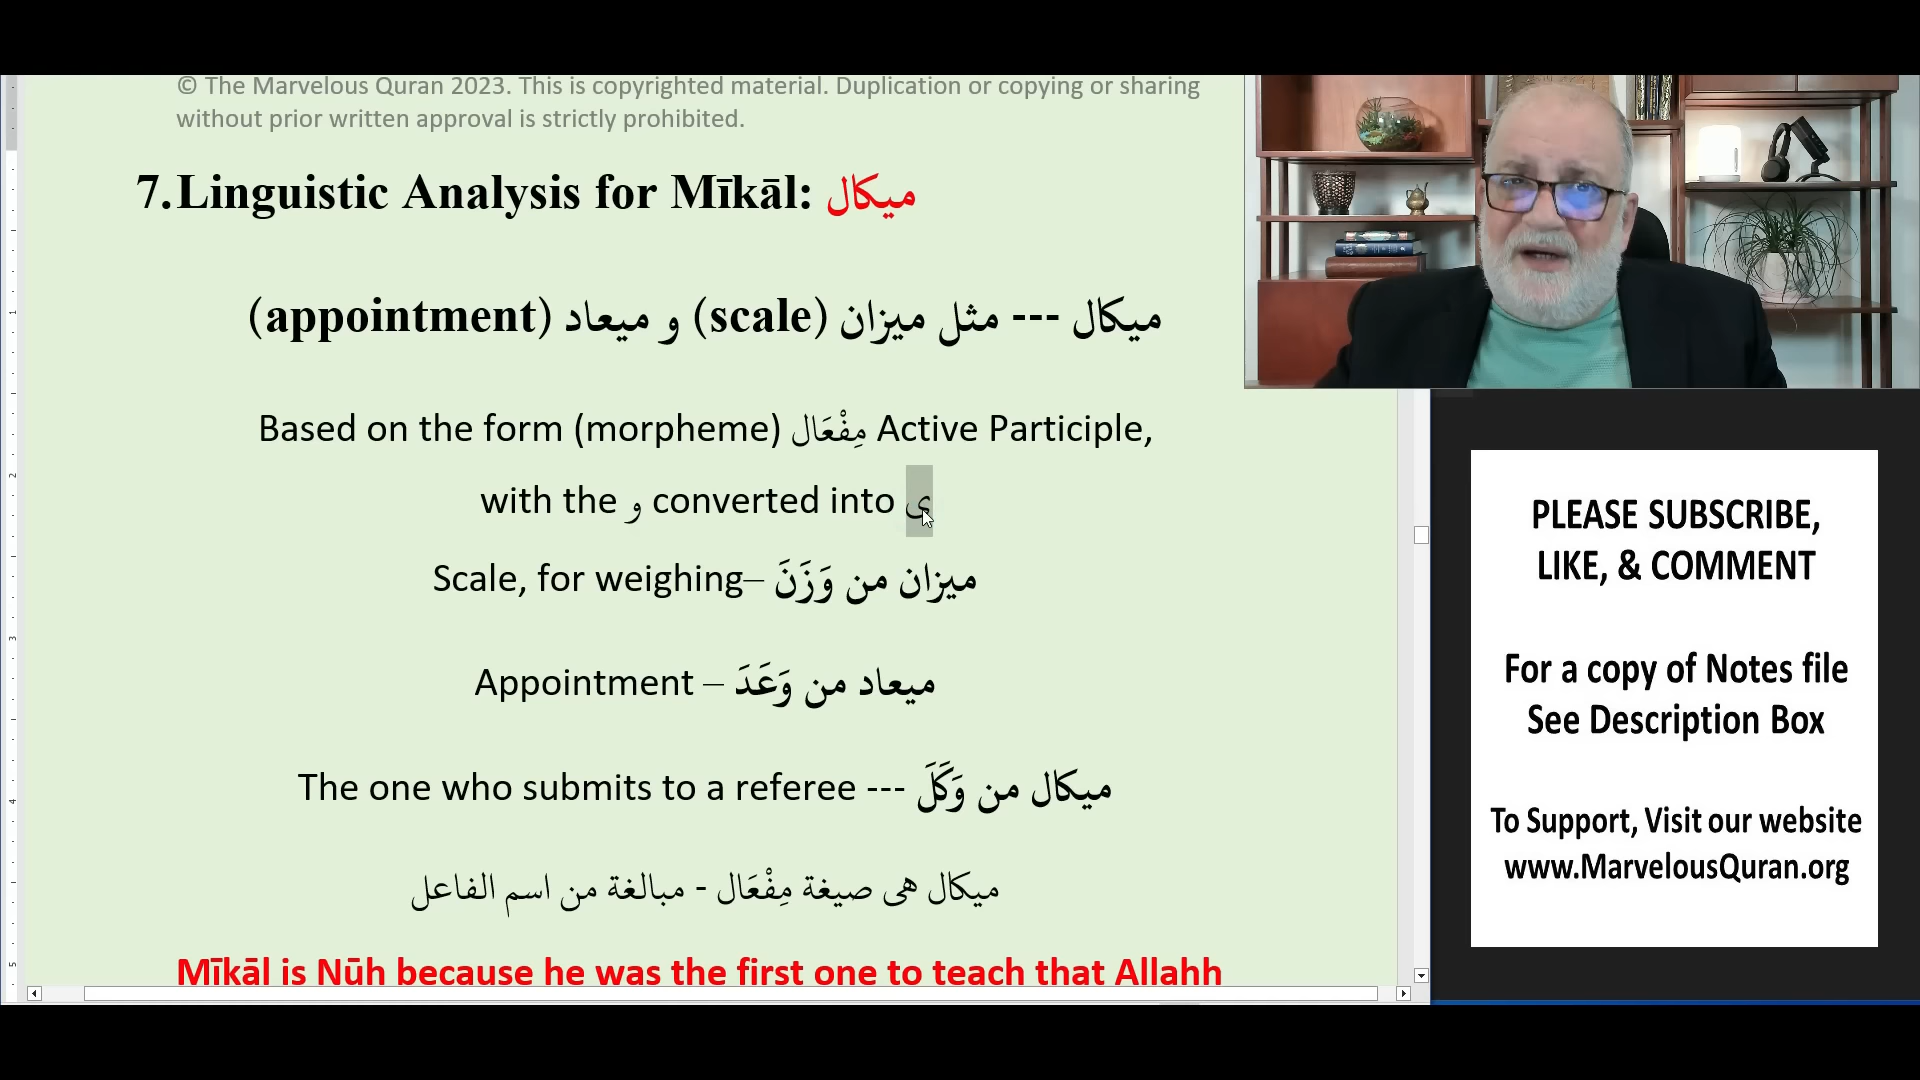 © The Marvelous Quran 2023. This is copyrighted material. Duplication or copying or sharing
without prior written approval is strictly prohibited.
7. Linguistic Analysis for Mīkāl: ميكال
ميكال --- مثل ميزان (scale) و ميعاد (appointment)
Based on the form (morpheme) مِفْعَال Active Participle,
with the و converted into ى
Scale, for weighing– ميزان من وَزَنَ
Appointment – ميعاد من وَعَدَ
The one who submits to a referee --- ميكال من وَكَلَ
ميكال هى صيغة مِفْعَال - مبالغة من اسم الفاعل
Mīkāl is Nūh because he was the first one to teach that Allahh
PLEASE SUBSCRIBE,
LIKE, & COMMENT
For a copy of Notes file
See Description Box
To Support, Visit our website
www.MarvelousQuran.org